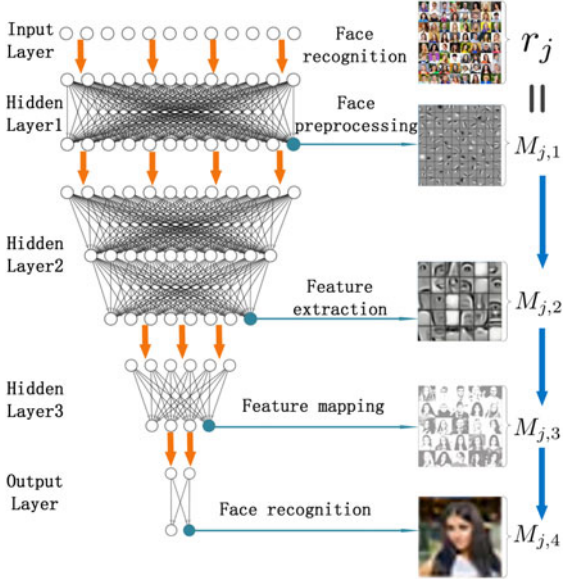 Input
Layer
Face
recognition
r_j
||
Hidden
Layer1
Face
preprocessing
M_{j,1}
Hidden
Layer2
Feature
extraction
M_{j,2}
Hidden
Layer3
Feature mapping
M_{j,3}
Output
Layer
Face recognition
M_{j,4}